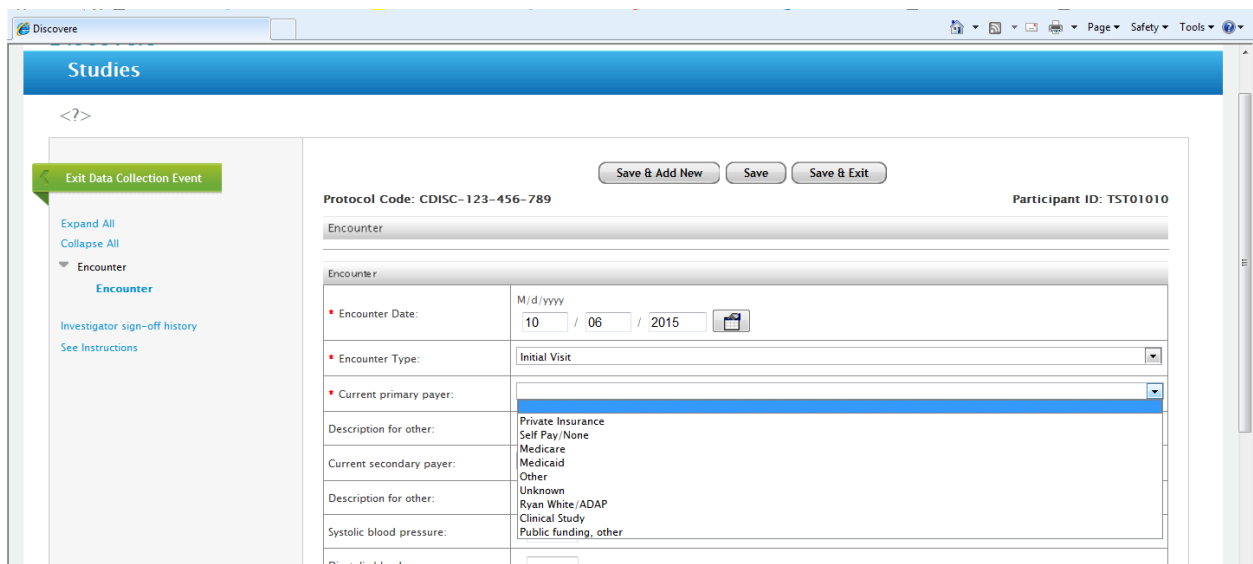 Discovere
Page Safety Tools
Studies
<?>
Exit Data Collection Event
Save & Add New Save Save & Exit
Protocol Code: CDISC-123-456-789 Participant ID: TST01010
Expand All
Collapse All
Encounter
Encounter
Investigator sign-off history
See Instructions
Encounter
Encounter
* Encounter Date:
M/d/yyyy
10 / 06 / 2015
* Encounter Type: Initial Visit
* Current primary payer:
Private Insurance
Self Pay/None
Medicare
Medicaid
Other
Unknown
Ryan White/ADAP
Clinical Study
Public funding, other
Description for other:
Current secondary payer:
Description for other:
Systolic blood pressure: